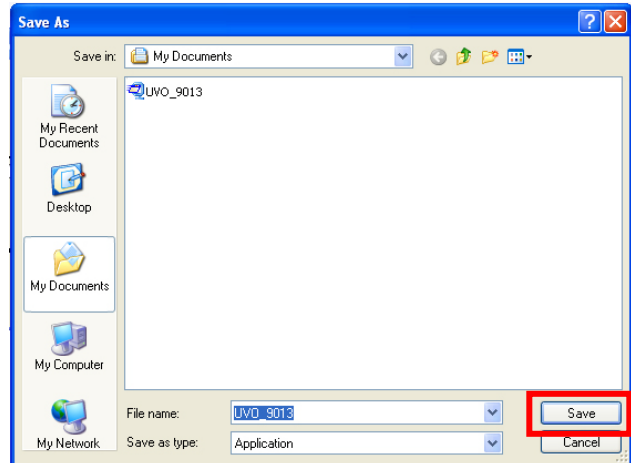 Save As
Save in: My Documents
UVO_9013
My Recent
Documents
Desktop
My Documents
My Computer
My Network
File name: UVO_9013
Save
Save as type: Application
Cancel